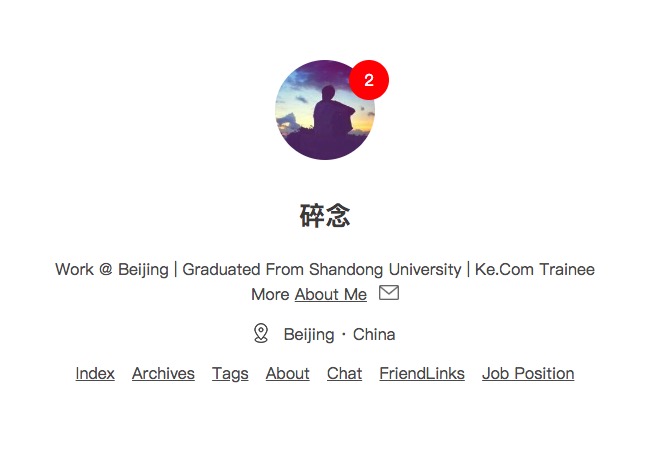 2
碎念
Work @ Beijing | Graduated From Shandong University | Ke.Com Trainee
More About Me
Beijing · China
Index Archives Tags About Chat FriendLinks Job Position